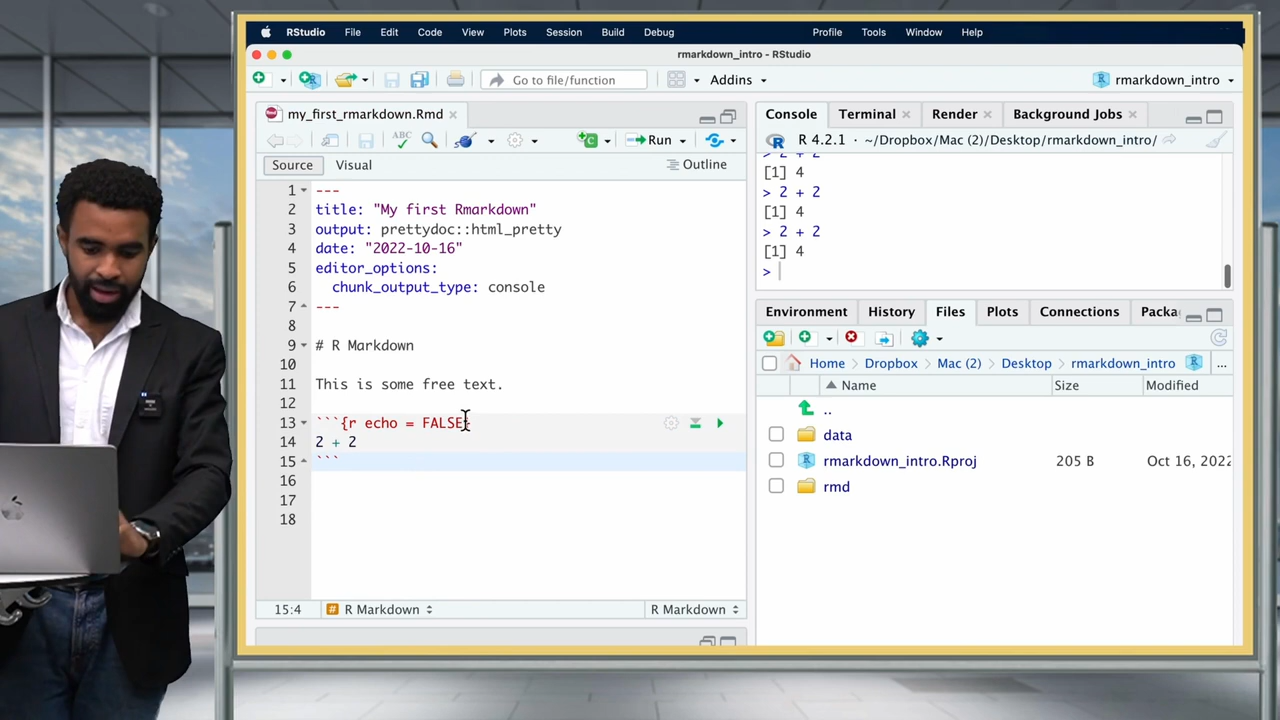 RStudio File Edit Code View Plots Session Build Debug Profile Tools Window Help
rmarkdown_intro - RStudio
Go to file/function Addins rmarkdown_intro
my_first_rmarkdown.Rmd
ABC Run
Source Visual Outline
1 ---
2 title: "My first Rmarkdown"
3 output: prettydoc::html_pretty
4 date: "2022-10-16"
5 editor_options:
6 chunk_output_type: console
7 ---
8
9 # R Markdown
10
11 This is some free text.
12
13 ```{r echo = FALSE}
14 2 + 2
15 ```
16
17
18
15:4 # R Markdown R Markdown
Console Terminal Render Background Jobs
R 4.2.1 · ~/Dropbox/Mac (2)/Desktop/rmarkdown_intro/
> 2 + 2
[1] 4
> 2 + 2
[1] 4
> 2 + 2
[1] 4
>
Environment History Files Plots Connections Packa
Home > Dropbox > Mac (2) > Desktop > rmarkdown_intro ...
Name Size Modified
..
data
rmarkdown_intro.Rproj 205 B Oct 16, 2022
rmd